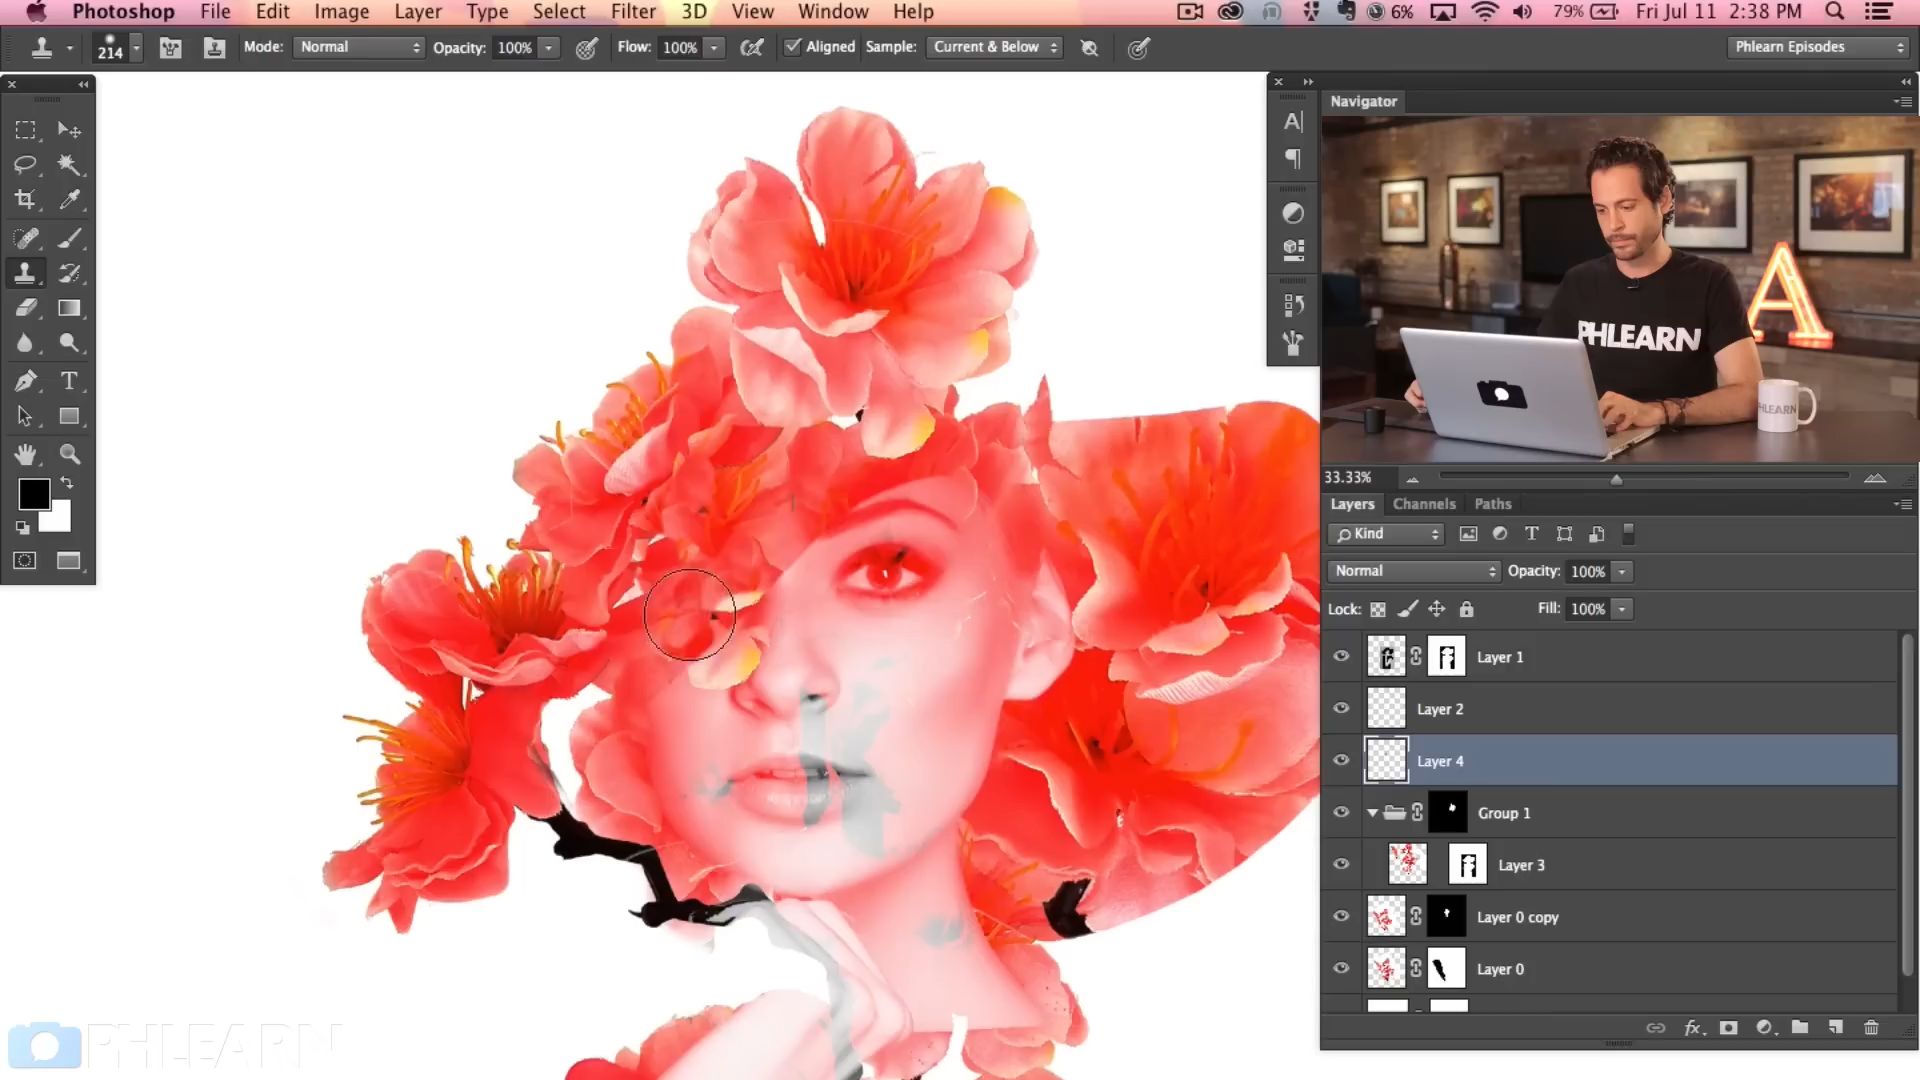 Photoshop File Edit Image Layer Type Select Filter 3D View Window Help 6% 79% Fri Jul 11 2:38 PM
214 Mode: Normal Opacity: 100% Flow: 100% Aligned Sample: Current & Below Phlearn Episodes
Navigator
A
PHLEARN
PHLEARN
33.33%
Layers Channels Paths
Kind
Normal Opacity: 100%
Lock: Fill: 100%
Layer 1
Layer 2
Layer 4
Group 1
Layer 3
Layer 0 copy
Layer 0
fx
PHLEARN